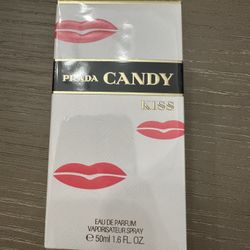 PRADA CANDY
KISS
EAU DE PARFUM
VAPORISATEUR SPRAY
℮ 50ml 1.6 FL. OZ.